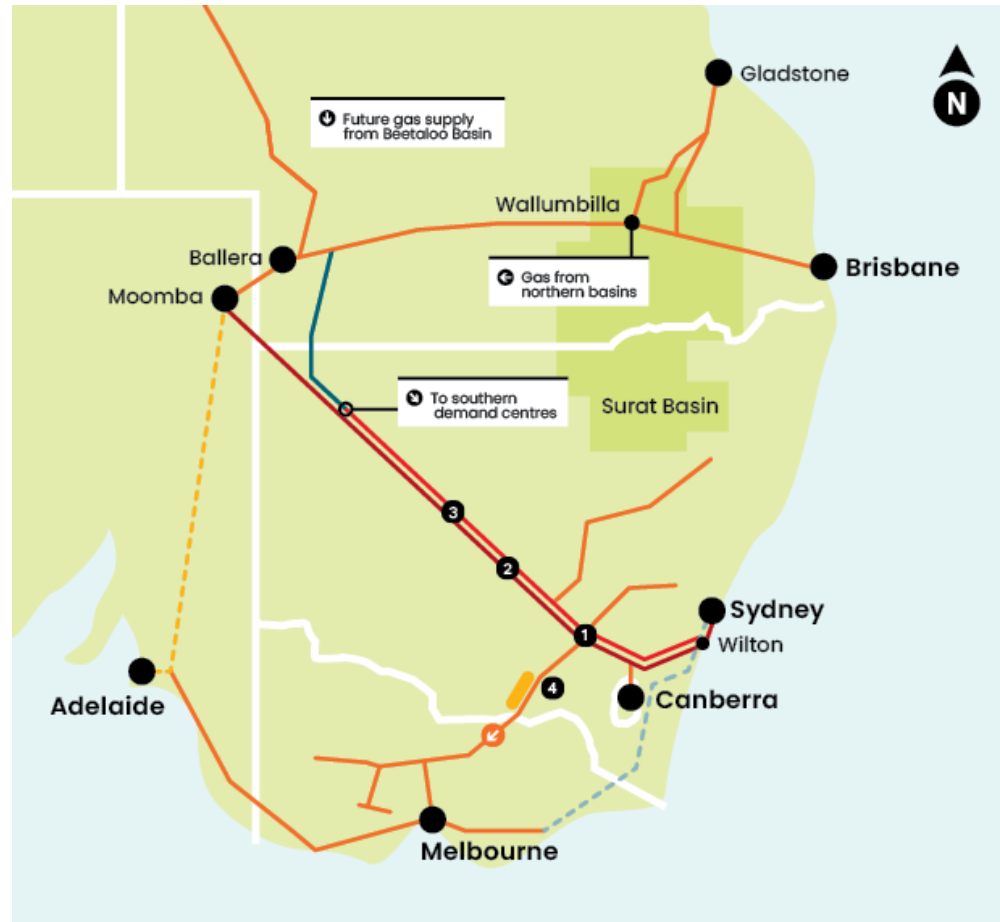 Gladstone
N
Future gas supply
from Beetaloo Basin
Wallumbilla
Ballera
Gas from
northern basins
Brisbane
Moomba
To southern
demand centres
Surat Basin
3
2
1
Sydney
Wilton
4
Canberra
Adelaide
Melbourne